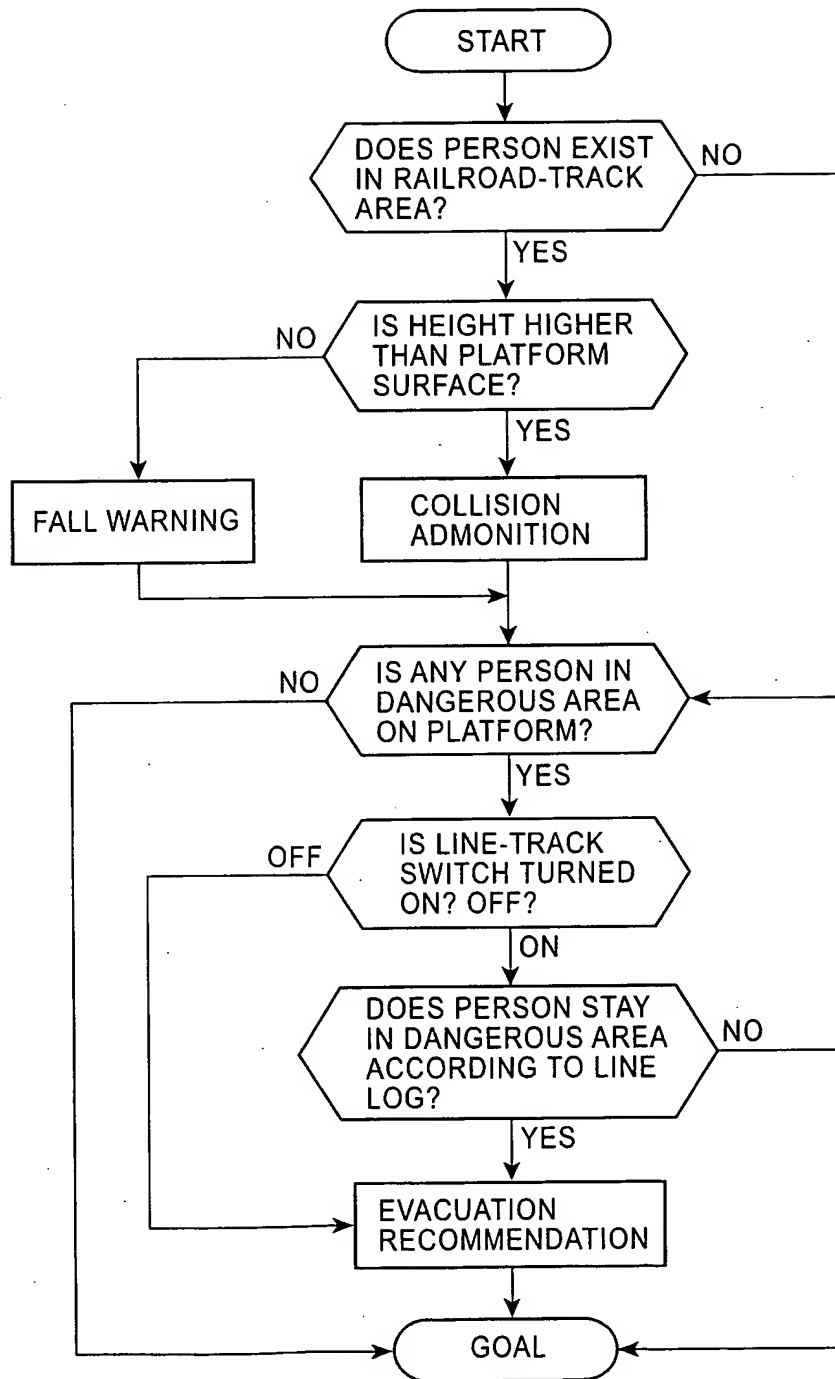 START
DOES PERSON EXIST
IN RAILROAD-TRACK
AREA?
NO
YES
IS HEIGHT HIGHER
THAN PLATFORM
SURFACE?
NO
YES
FALL WARNING
COLLISION
ADMONITION
IS ANY PERSON IN
DANGEROUS AREA
ON PLATFORM?
NO
YES
IS LINE-TRACK
SWITCH TURNED
ON? OFF?
OFF
ON
DOES PERSON STAY
IN DANGEROUS AREA
ACCORDING TO LINE
LOG?
NO
YES
EVACUATION
RECOMMENDATION
GOAL